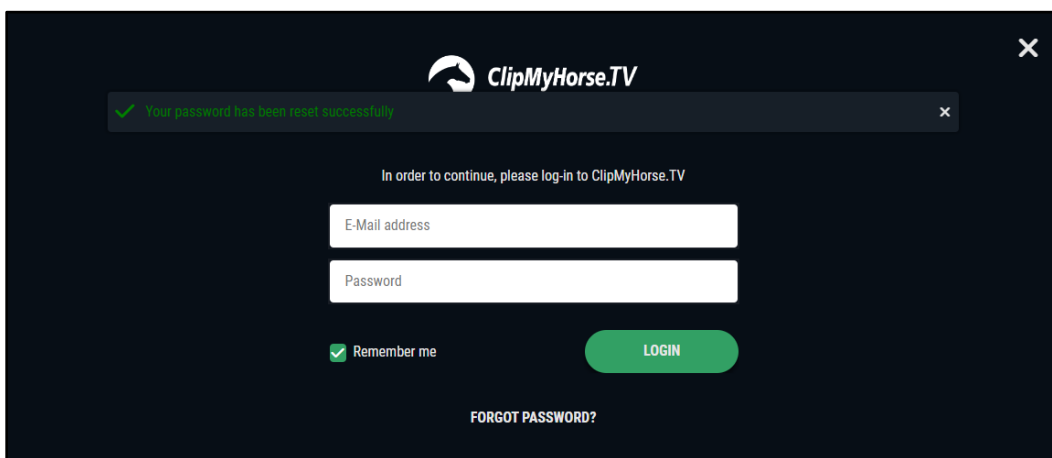 ClipMyHorse.TV
Your password has been reset successfully
In order to continue, please log-in to ClipMyHorse.TV
E-Mail address
Password
Remember me
LOGIN
FORGOT PASSWORD?